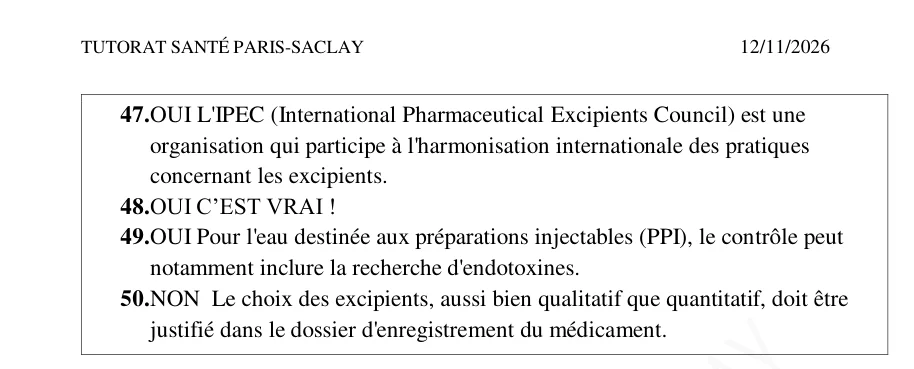 TUTORAT SANTÉ PARIS-SACLAY 12/11/2026
47.OUI L'IPEC (International Pharmaceutical Excipients Council) est une
organisation qui participe à l'harmonisation internationale des pratiques
concernant les excipients.
48.OUI C’EST VRAI !
49.OUI Pour l'eau destinée aux préparations injectables (PPI), le contrôle peut
notamment inclure la recherche d'endotoxines.
50.NON Le choix des excipients, aussi bien qualitatif que quantitatif, doit être
justifié dans le dossier d'enregistrement du médicament.